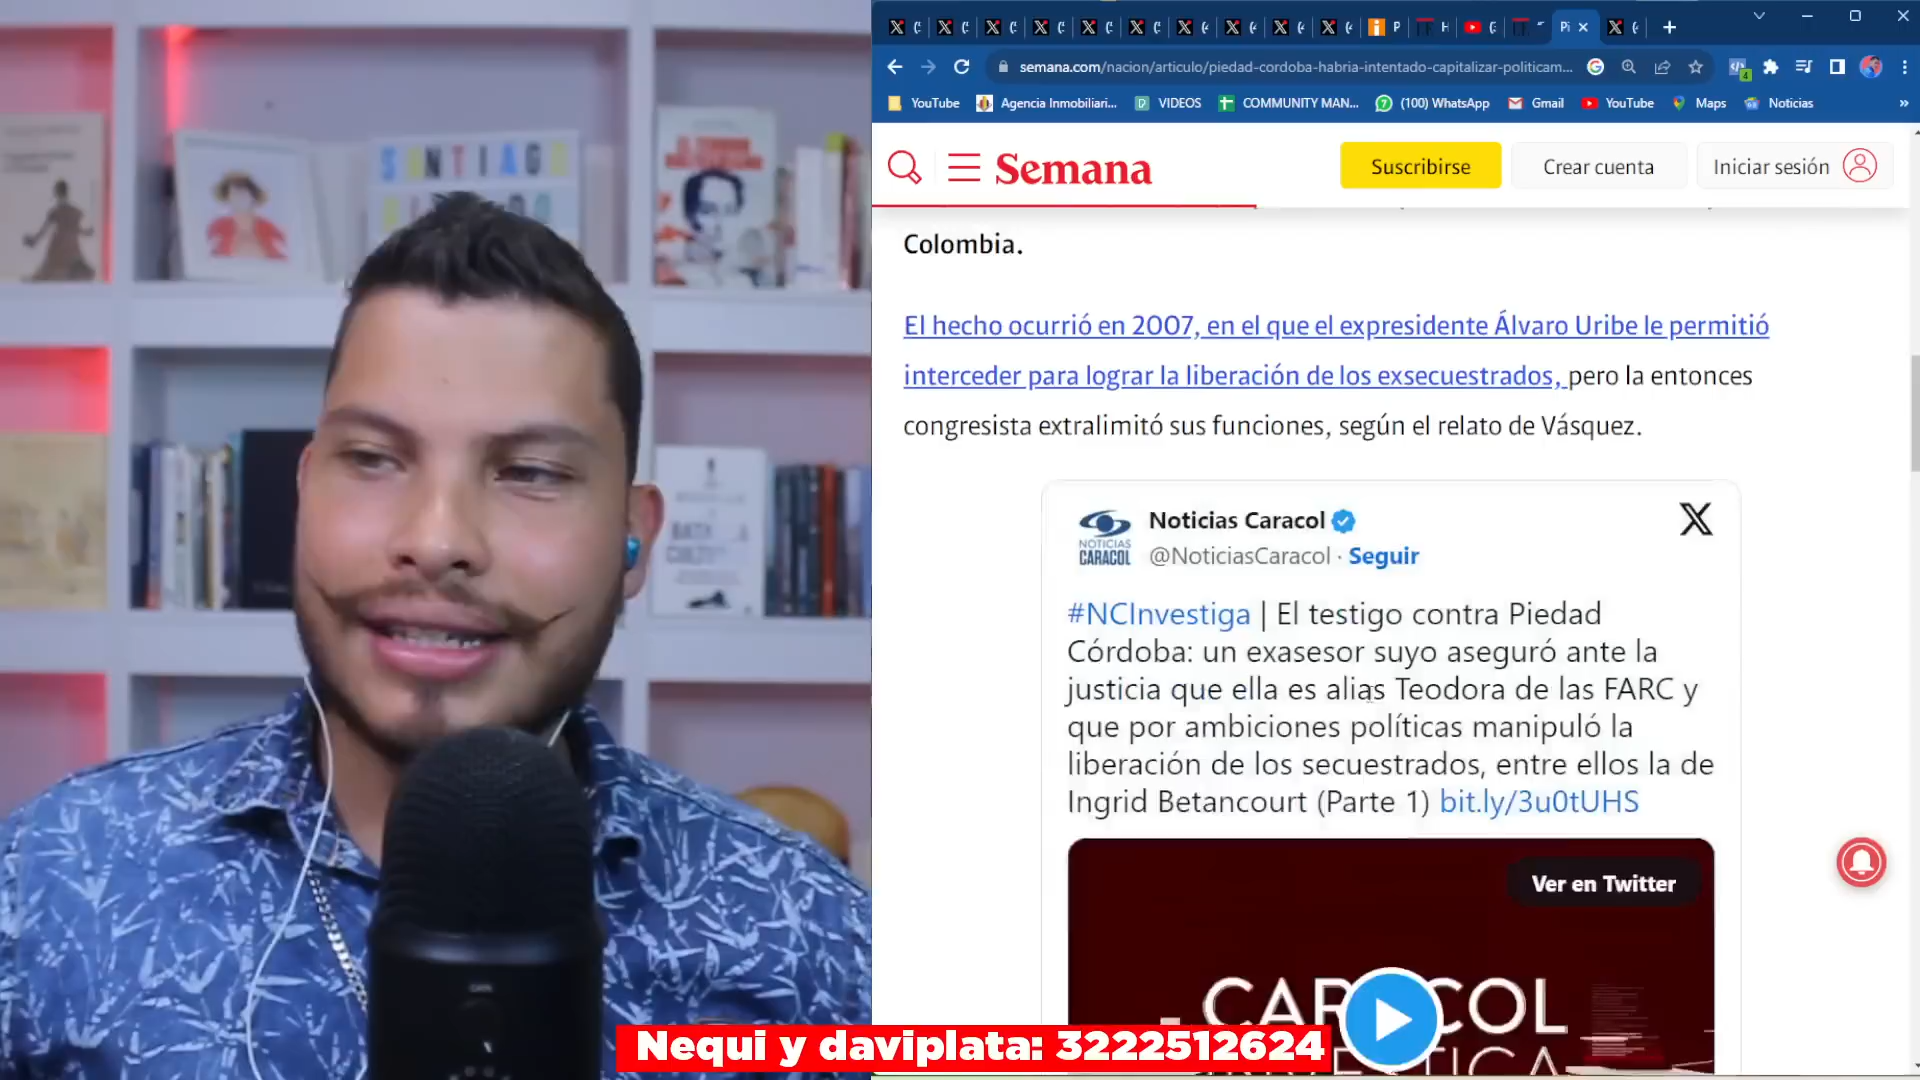 semana.com/nacion/articulo/piedad-cordoba-habria-intentado-capitalizar-politicam...
YouTube
Agencia Inmobiliari...
VIDEOS
COMMUNITY MAN...
(100) WhatsApp
Gmail
YouTube
Maps
Noticias
»
Semana
Suscribirse
Crear cuenta
Iniciar sesión
SANTIAGO
Colombia.
El hecho ocurrió en 2007, en el que el expresidente Álvaro Uribe le permitió
interceder para lograr la liberación de los exsecuestrados, pero la entonces
congresista extralimitó sus funciones, según el relato de Vásquez.
NOTICIAS
CARACOL
Noticias Caracol
@NoticiasCaracol · Seguir
#NCInvestiga | El testigo contra Piedad
Córdoba: un exasesor suyo aseguró ante la
justicia que ella es alias Teodora de las FARC y
que por ambiciones políticas manipuló la
liberación de los secuestrados, entre ellos la de
Ingrid Betancourt (Parte 1) bit.ly/3u0tUHS
Ver en Twitter
Nequi y daviplata: 3222512624